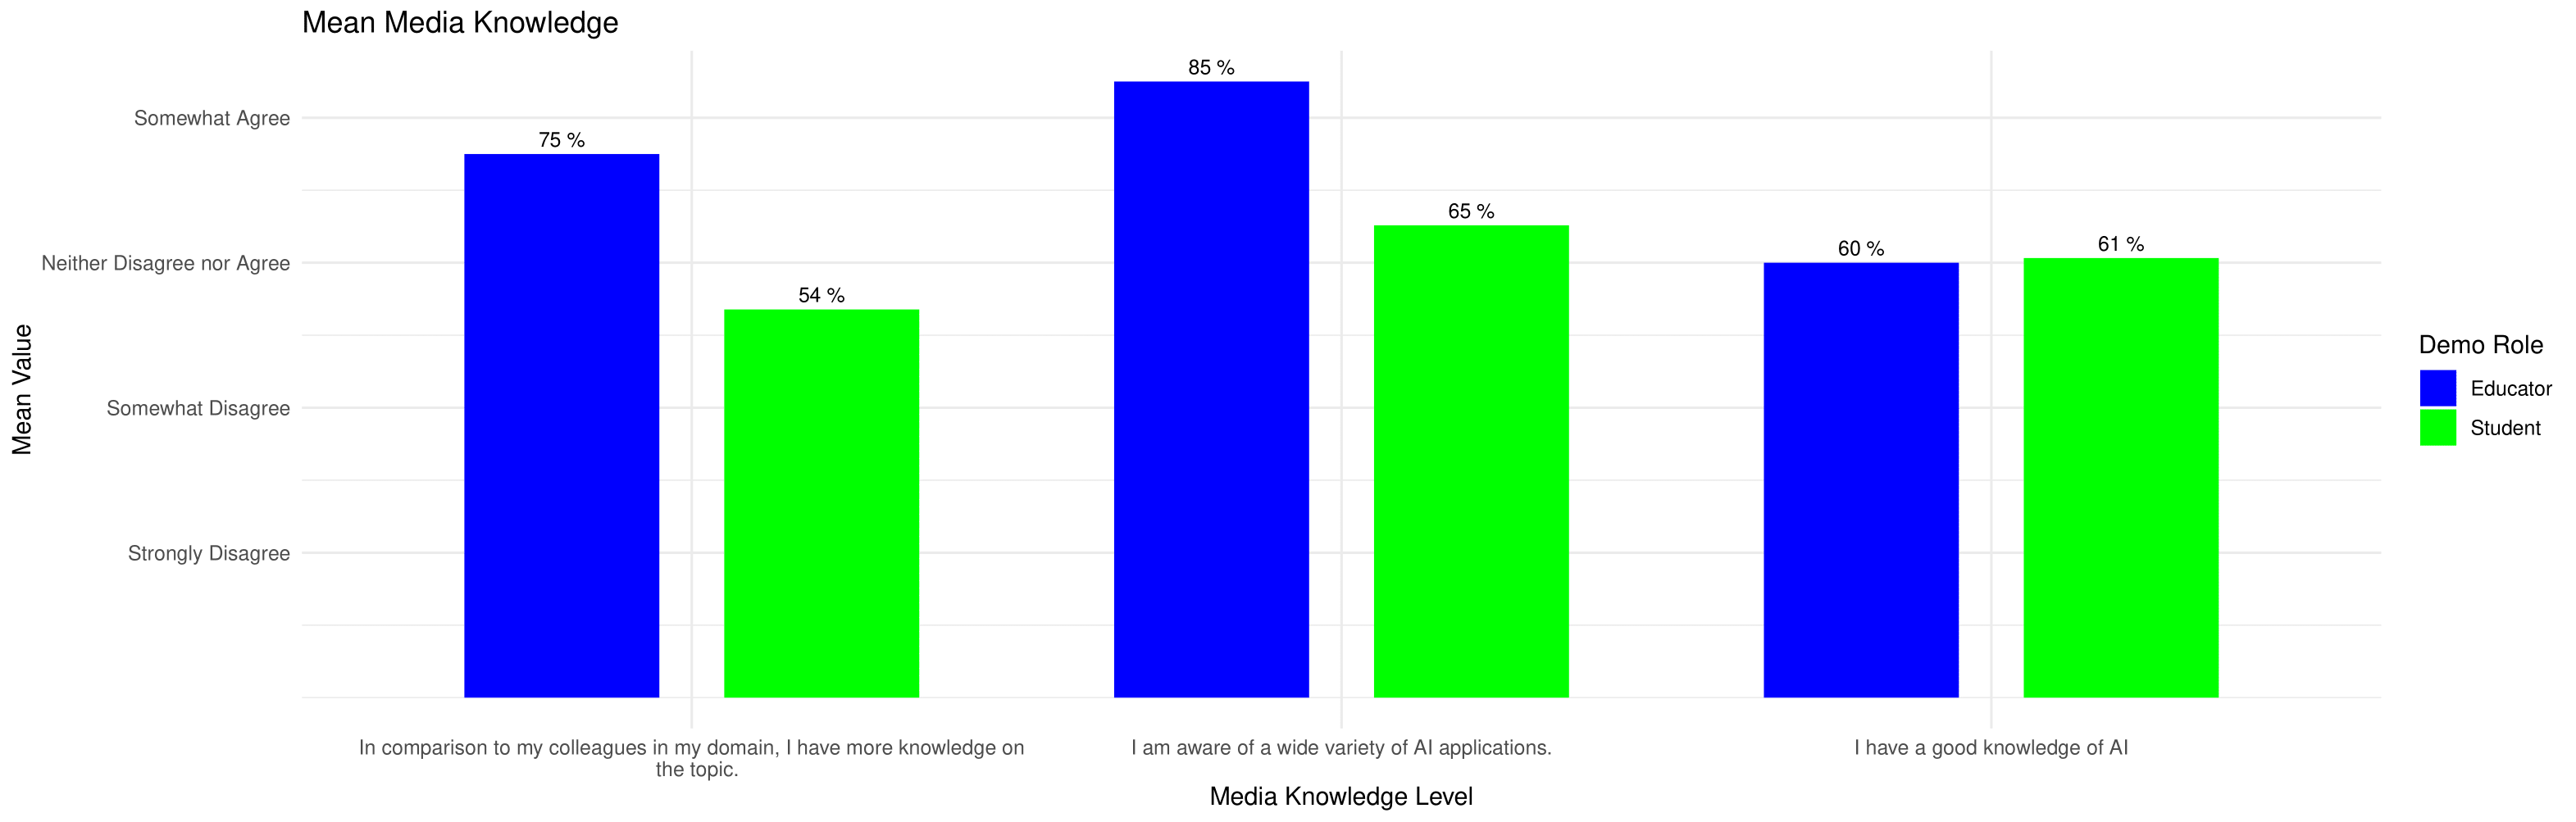 Mean Media Knowledge
85 %
Somewhat Agree
75 %
65 %
Neither Disagree nor Agree
60 %
61 %
54 %
Mean Value
Somewhat Disagree
Strongly Disagree
Demo Role
Educator
Student
In comparison to my colleagues in my domain, I have more knowledge on
the topic.
I am aware of a wide variety of AI applications.
I have a good knowledge of AI
Media Knowledge Level